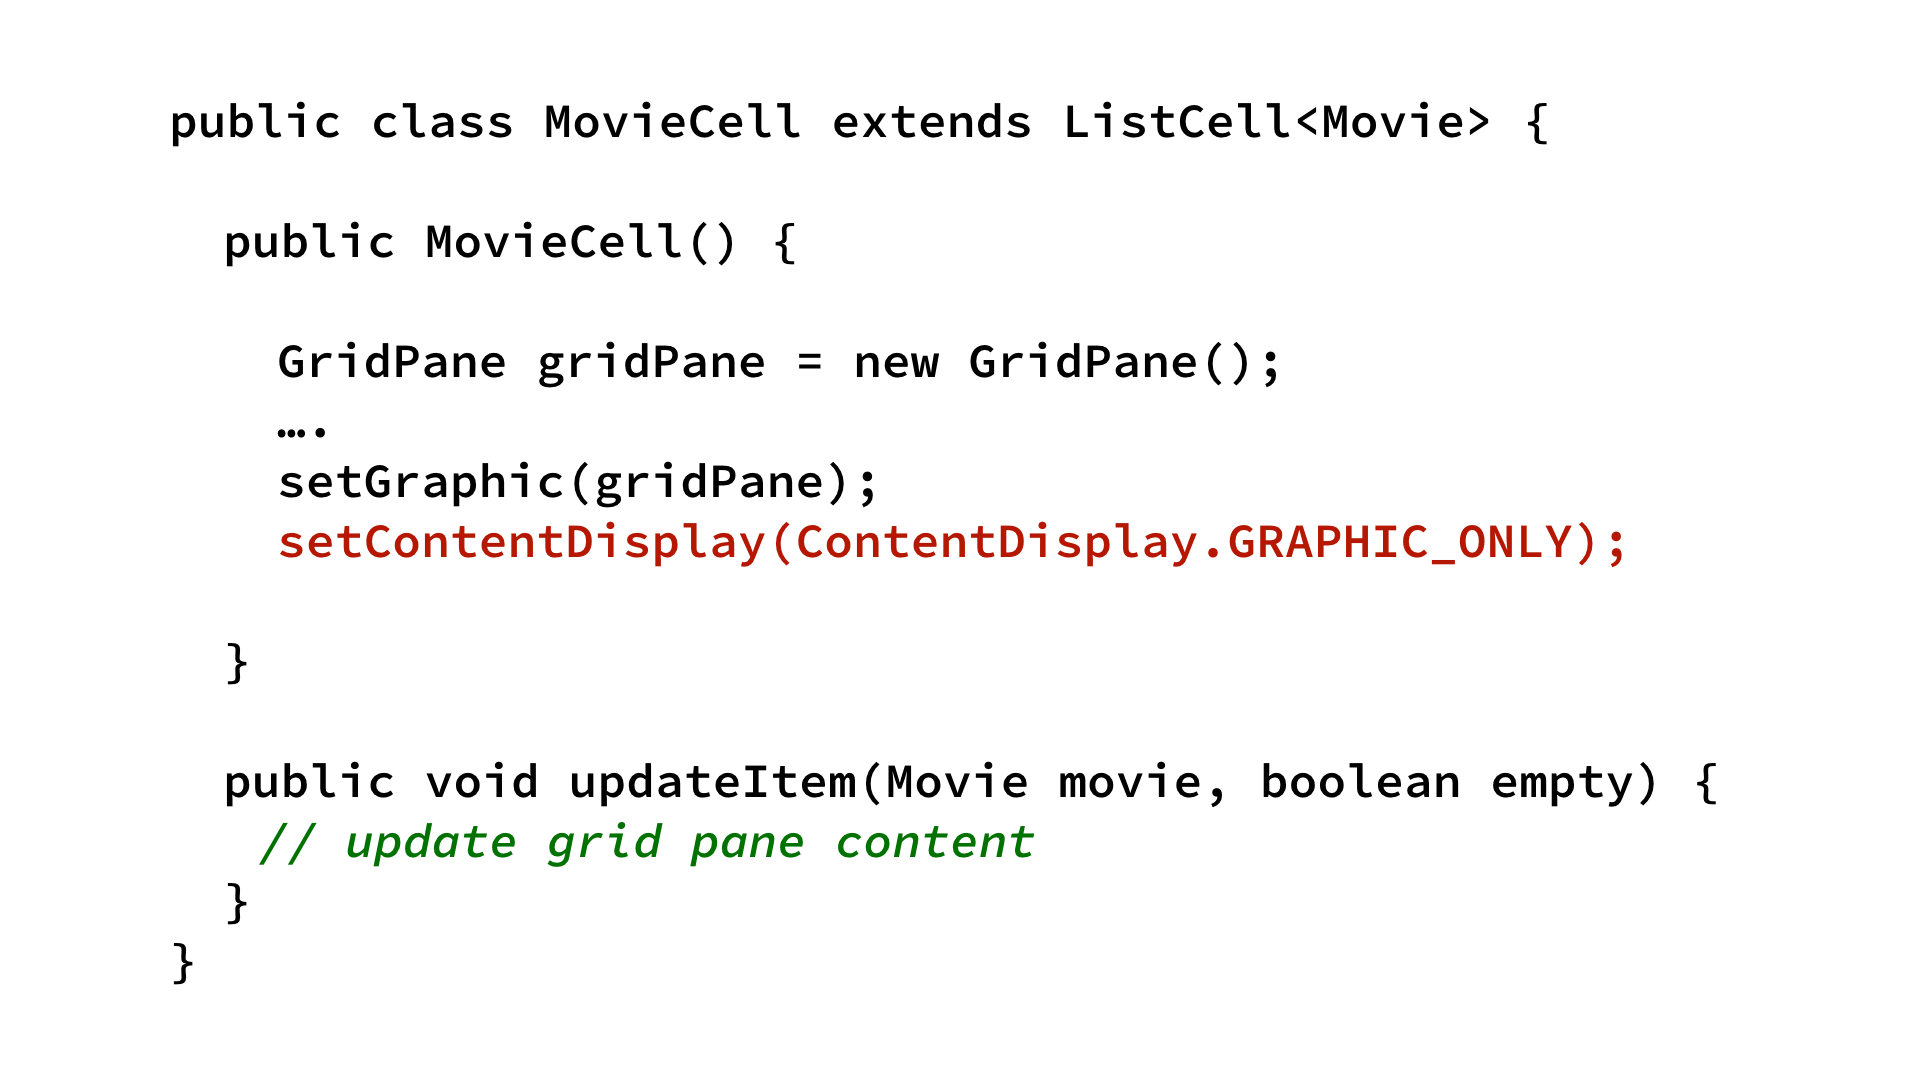 public class MovieCell extends ListCell<Movie> {
public MovieCell() {
GridPane gridPane = new GridPane();
….
setGraphic(gridPane);
setContentDisplay(ContentDisplay.GRAPHIC_ONLY);
}
public void updateItem(Movie movie, boolean empty) {
// update grid pane content
}
}